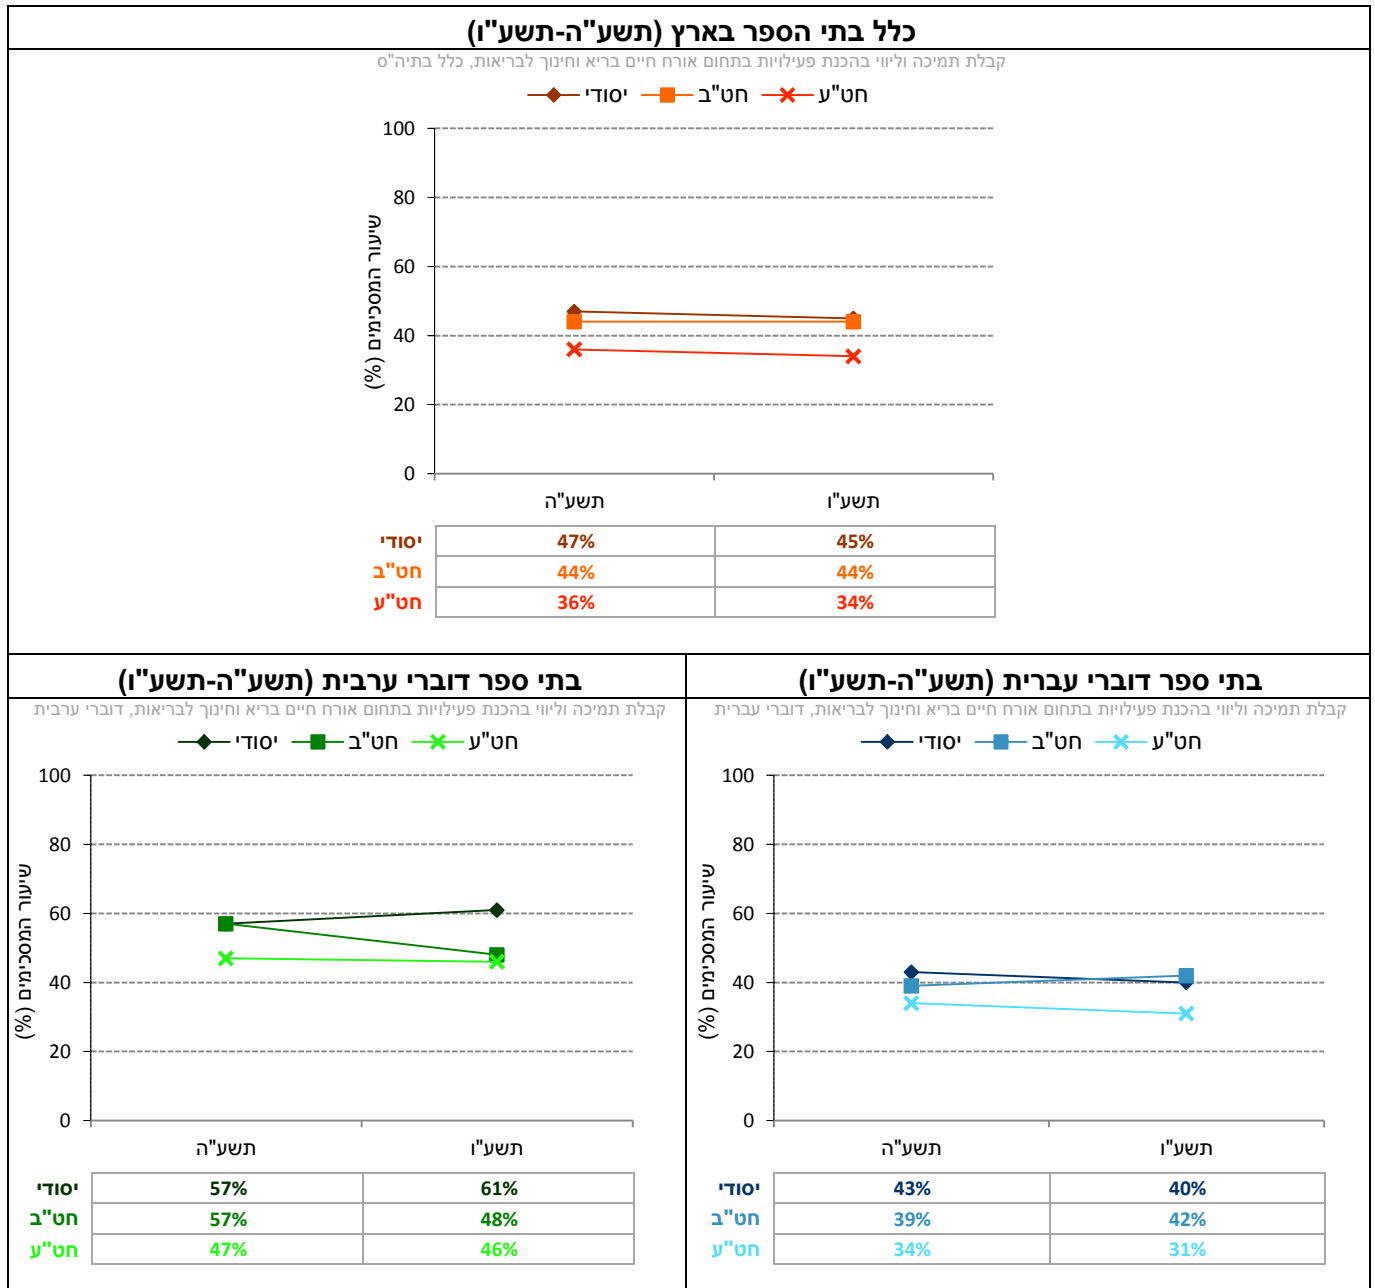 כלל בתי הספר בארץ (תשע"ה-תשע"ו)
קבלת תמיכה וליווי בהכנת פעילויות בתחום אורח חיים בריא וחינוך לבריאות, כלל בתיה"ס
יסודי חט"ב חט"ע
שיעור המסכימים (%)
100
80
60
40
20
0
תשע"ה תשע"ו
יסודי 47% 45%
חט"ב 44% 44%
חט"ע 36% 34%
בתי ספר דוברי עברית (תשע"ה-תשע"ו)
קבלת תמיכה וליווי בהכנת פעילויות בתחום אורח חיים בריא וחינוך לבריאות, דוברי עברית
יסודי חט"ב חט"ע
שיעור המסכימים (%)
100
80
60
40
20
0
תשע"ה תשע"ו
יסודי 43% 40%
חט"ב 39% 42%
חט"ע 34% 31%
בתי ספר דוברי ערבית (תשע"ה-תשע"ו)
קבלת תמיכה וליווי בהכנת פעילויות בתחום אורח חיים בריא וחינוך לבריאות, דוברי ערבית
יסודי חט"ב חט"ע
שיעור המסכימים (%)
100
80
60
40
20
0
תשע"ה תשע"ו
יסודי 57% 61%
חט"ב 57% 48%
חט"ע 47% 46%